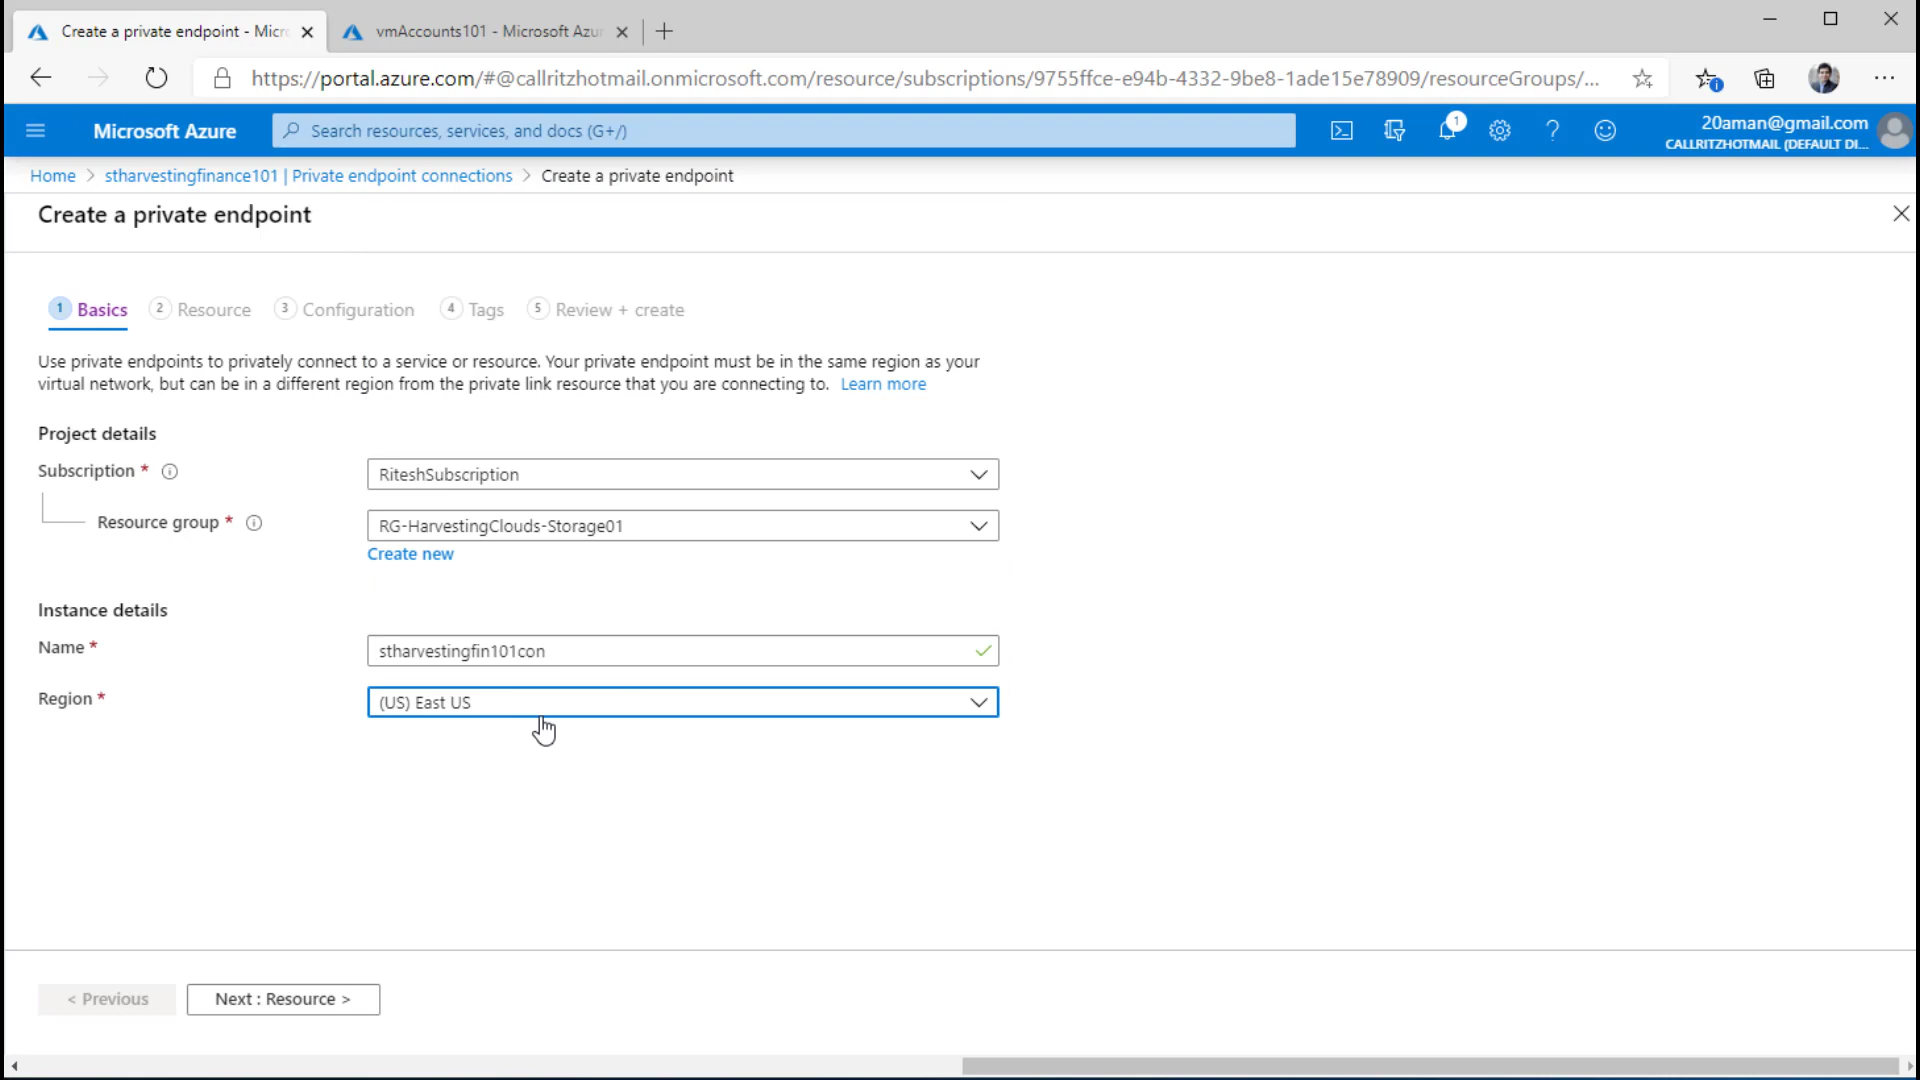 Create a private endpoint - Micr
vmAccounts101 - Microsoft Azu
https://portal.azure.com/#@callritzhotmail.onmicrosoft.com/resource/subscriptions/9755ffce-e94b-4332-9be8-1ade15e78909/resourceGroups/...
Microsoft Azure
Search resources, services, and docs (G+/)
1
20aman@gmail.com
CALLRITZHOTMAIL (DEFAULT DI...
Home > stharvestingfinance101 | Private endpoint connections > Create a private endpoint
Create a private endpoint
1 Basics 2 Resource 3 Configuration 4 Tags 5 Review + create
Use private endpoints to privately connect to a service or resource. Your private endpoint must be in the same region as your
virtual network, but can be in a different region from the private link resource that you are connecting to. Learn more
Project details
Subscription * RiteshSubscription
Resource group * RG-HarvestingClouds-Storage01
Create new
Instance details
Name * stharvestingfin101con
Region * (US) East US
< Previous Next : Resource >